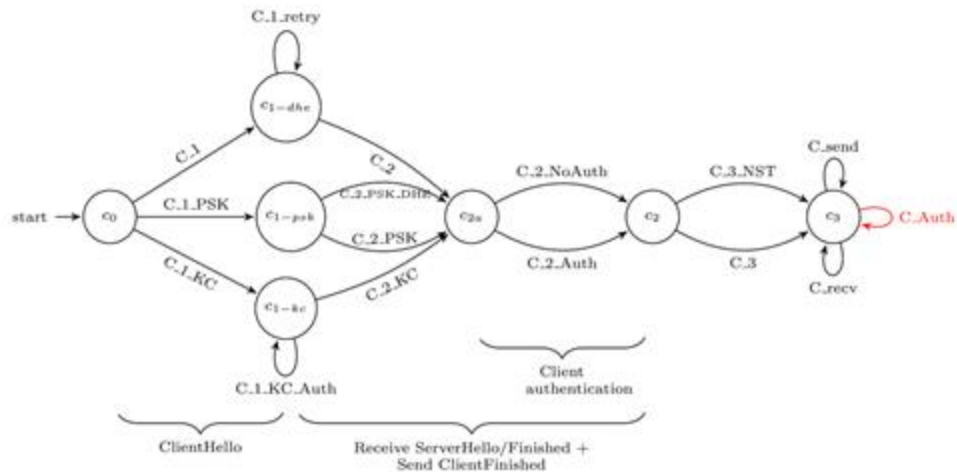 C_1_retry
c1−dhe
C_1
C_2
C_send
start
c0
C_1_PSK
c1−psk
C_2_PSK_DHE
C_2_PSK
c2a
C_2_NoAuth
C_2_Auth
c2
C_3_NST
C_3
c3
C_Auth
C_1_KC
C_2_KC
C_recv
c1−kc
C_1_KC_Auth
Client
authentication
ClientHello
Receive ServerHello/Finished +
Send ClientFinished